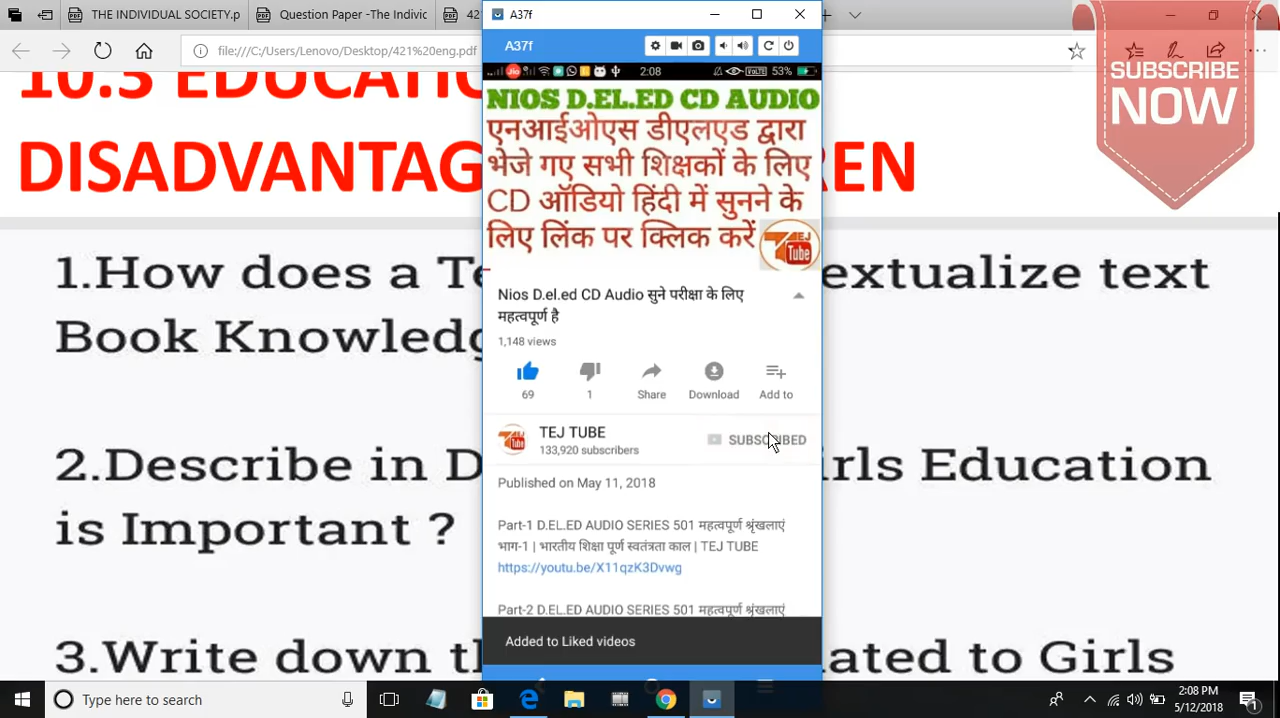 THE INDIVIDUAL SOCIETY.p
Question Paper -The Indivic
42
A37f
file:///C:/Users/Lenovo/Desktop/421%20eng.pdf
A37f
Jio
2:08
VOLTE
53%
SUBSCRIBE
NOW
10.3 EDUCATIO
DISADVANTAG
REN
NIOS D.EL.ED CD AUDIO
एनआईओएस डीएलएड द्वारा
भेजे गए सभी शिक्षकों के लिए
CD ऑडियो हिंदी में सुनने के
लिए लिंक पर क्लिक करें
TEJ
Tube
1.How does a Te
extualize text
Book Knowledg
2.Describe in D
irls Education
is Important ?
3.Write down th
ated to Girls
Nios D.el.ed CD Audio सुने परीक्षा के लिए
महत्वपूर्ण है
1,148 views
69
1
Share
Download
Add to
TEJ TUBE
SUBSCRIBED
133,920 subscribers
Published on May 11, 2018
Part-1 D.EL.ED AUDIO SERIES 501 महत्वपूर्ण श्रृंखलाएं
भाग-1 | भारतीय शिक्षा पूर्ण स्वतंत्रता काल | TEJ TUBE
https://youtu.be/X11qzK3Dvwg
Part-2 D.EL.ED AUDIO SERIES 501 महत्वपूर्ण श्रृंखलाएं
Added to Liked videos
Type here to search
2:08 PM
5/12/2018
1